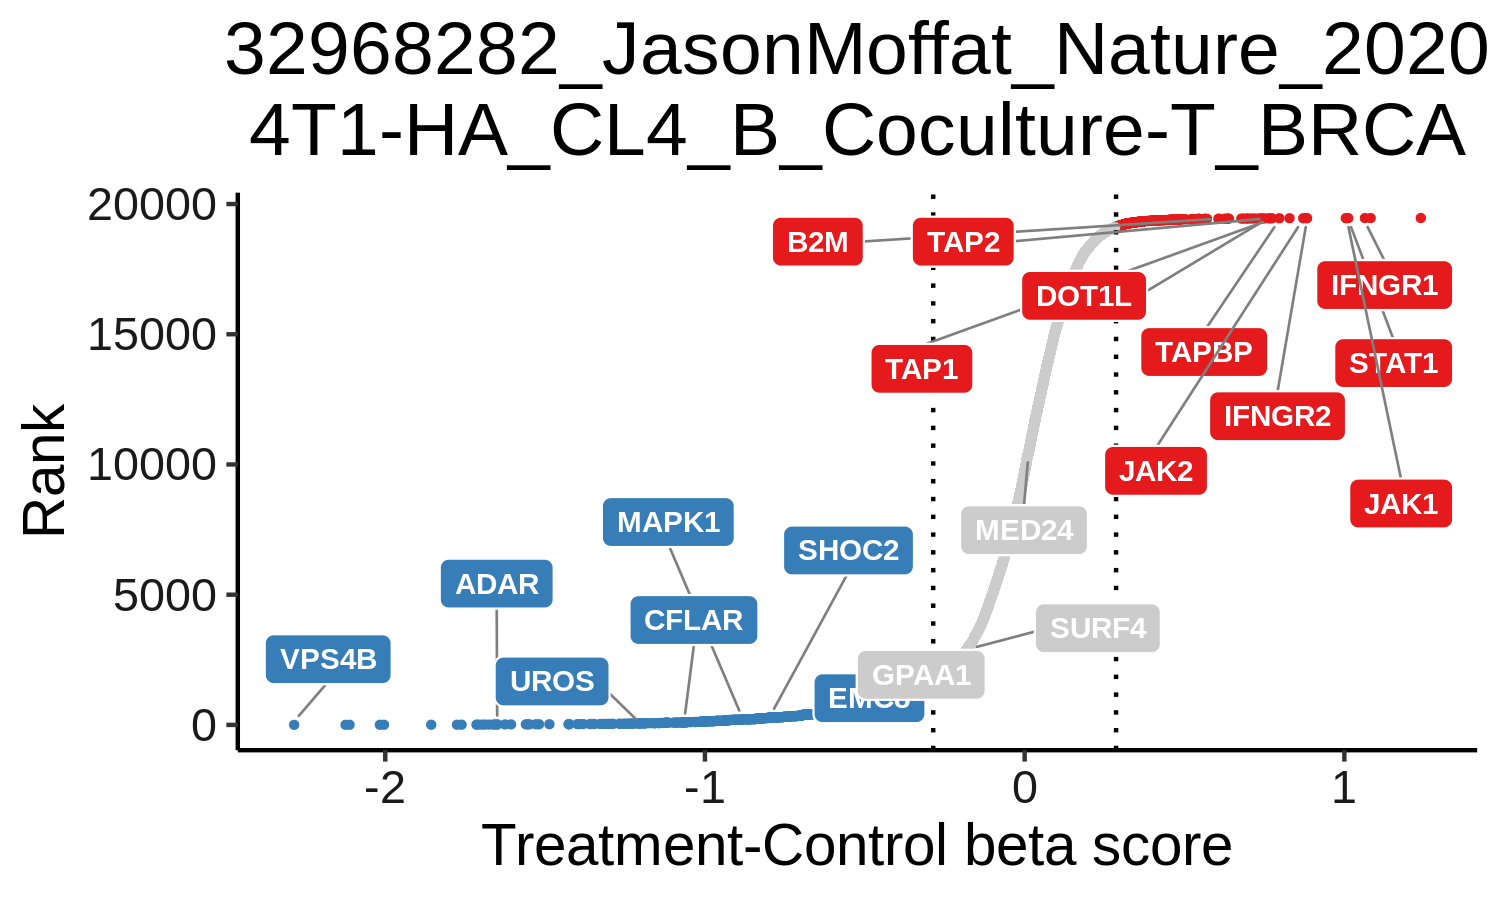 32968282_JasonMoffat_Nature_2020
4T1-HA_CL4_B_Coculture-T_BRCA
Rank
20000
15000
10000
5000
0
B2M
TAP2
DOT1L
IFNGR1
TAP1
TAPBP
STAT1
IFNGR2
JAK2
JAK1
MAPK1
MED24
SHOC2
ADAR
CFLAR
SURF4
VPS4B
UROS
GPAA1
EMC8
-2
-1
0
1
Treatment-Control beta score